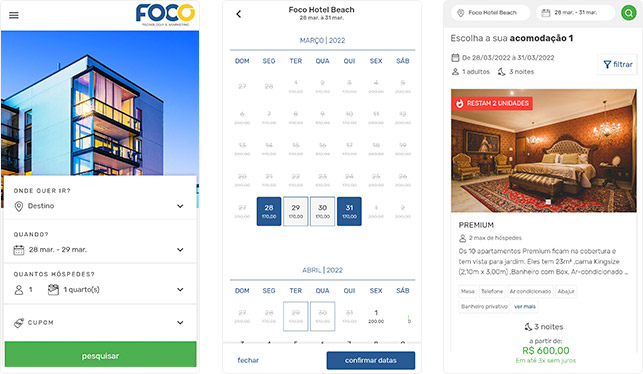 FOCO
TECNOLOGIA E MARKETING
ONDE QUER IR?
Destino
QUANDO?
28 mar. - 29 mar.
QUANTOS HÓSPEDES?
1 1 quarto(s)
CUPOM
pesquisar
Foco Hotel Beach
28 mar. à 31 mar.
MARÇO | 2022
DOM SEG TER QUA QUI SEX SÁB
27 28 1 2 3 4 5
6 7 8 9 10 11 12
13 14 15 16 17 18 19
20 21 22 23 24 25 26
27 28 29 30 31 1 2
170,00 170,00 170,00 170,00
ABRIL | 2022
DOM SEG TER QUA QUI SEX SÁB
27 28 29 30 31 1
200,00
fechar confirmar datas
Foco Hotel Beach 28 mar. - 31 mar.
Escolha a sua acomodação 1
De 28/03/2022 à 31/03/2022
1 adultos 3 noites
filtrar
RESTAM 2 UNIDADES
PREMIUM
2 max de hóspedes
Os 10 apartamentos Premium ficam na cobertura e
tem vista para jardim. Eles tem 23m² ,cama Kingsize
(2,10m x 3,00m) ,Banheiro com Box, Ar-condicionado ...
Mesa Telefone Ar condicionado Abajur
Banheiro privativo ver mais
3 noites
a partir de:
R$ 600,00
Em até 3x sem juros